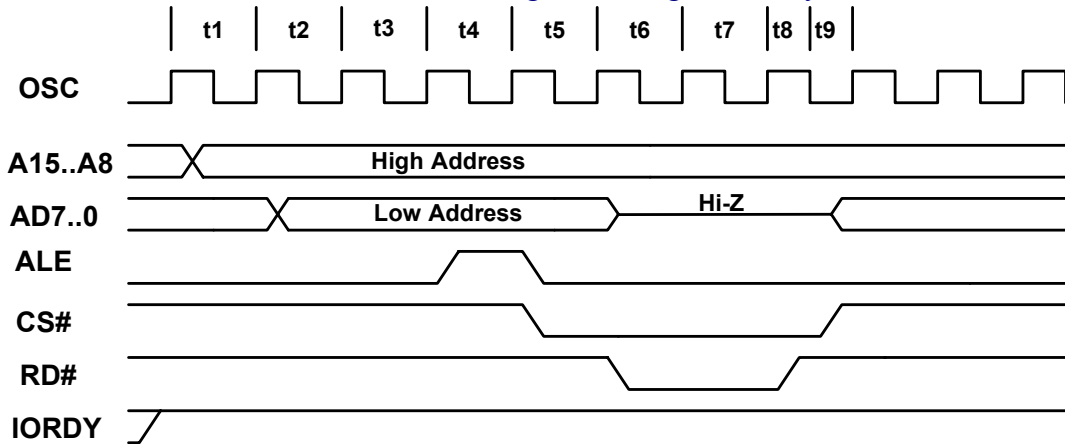 t1 t2 t3 t4 t5 t6 t7 t8 t9
OSC
A15..A8 High Address
AD7..0 Low Address Hi-Z
ALE
CS#
RD#
IORDY